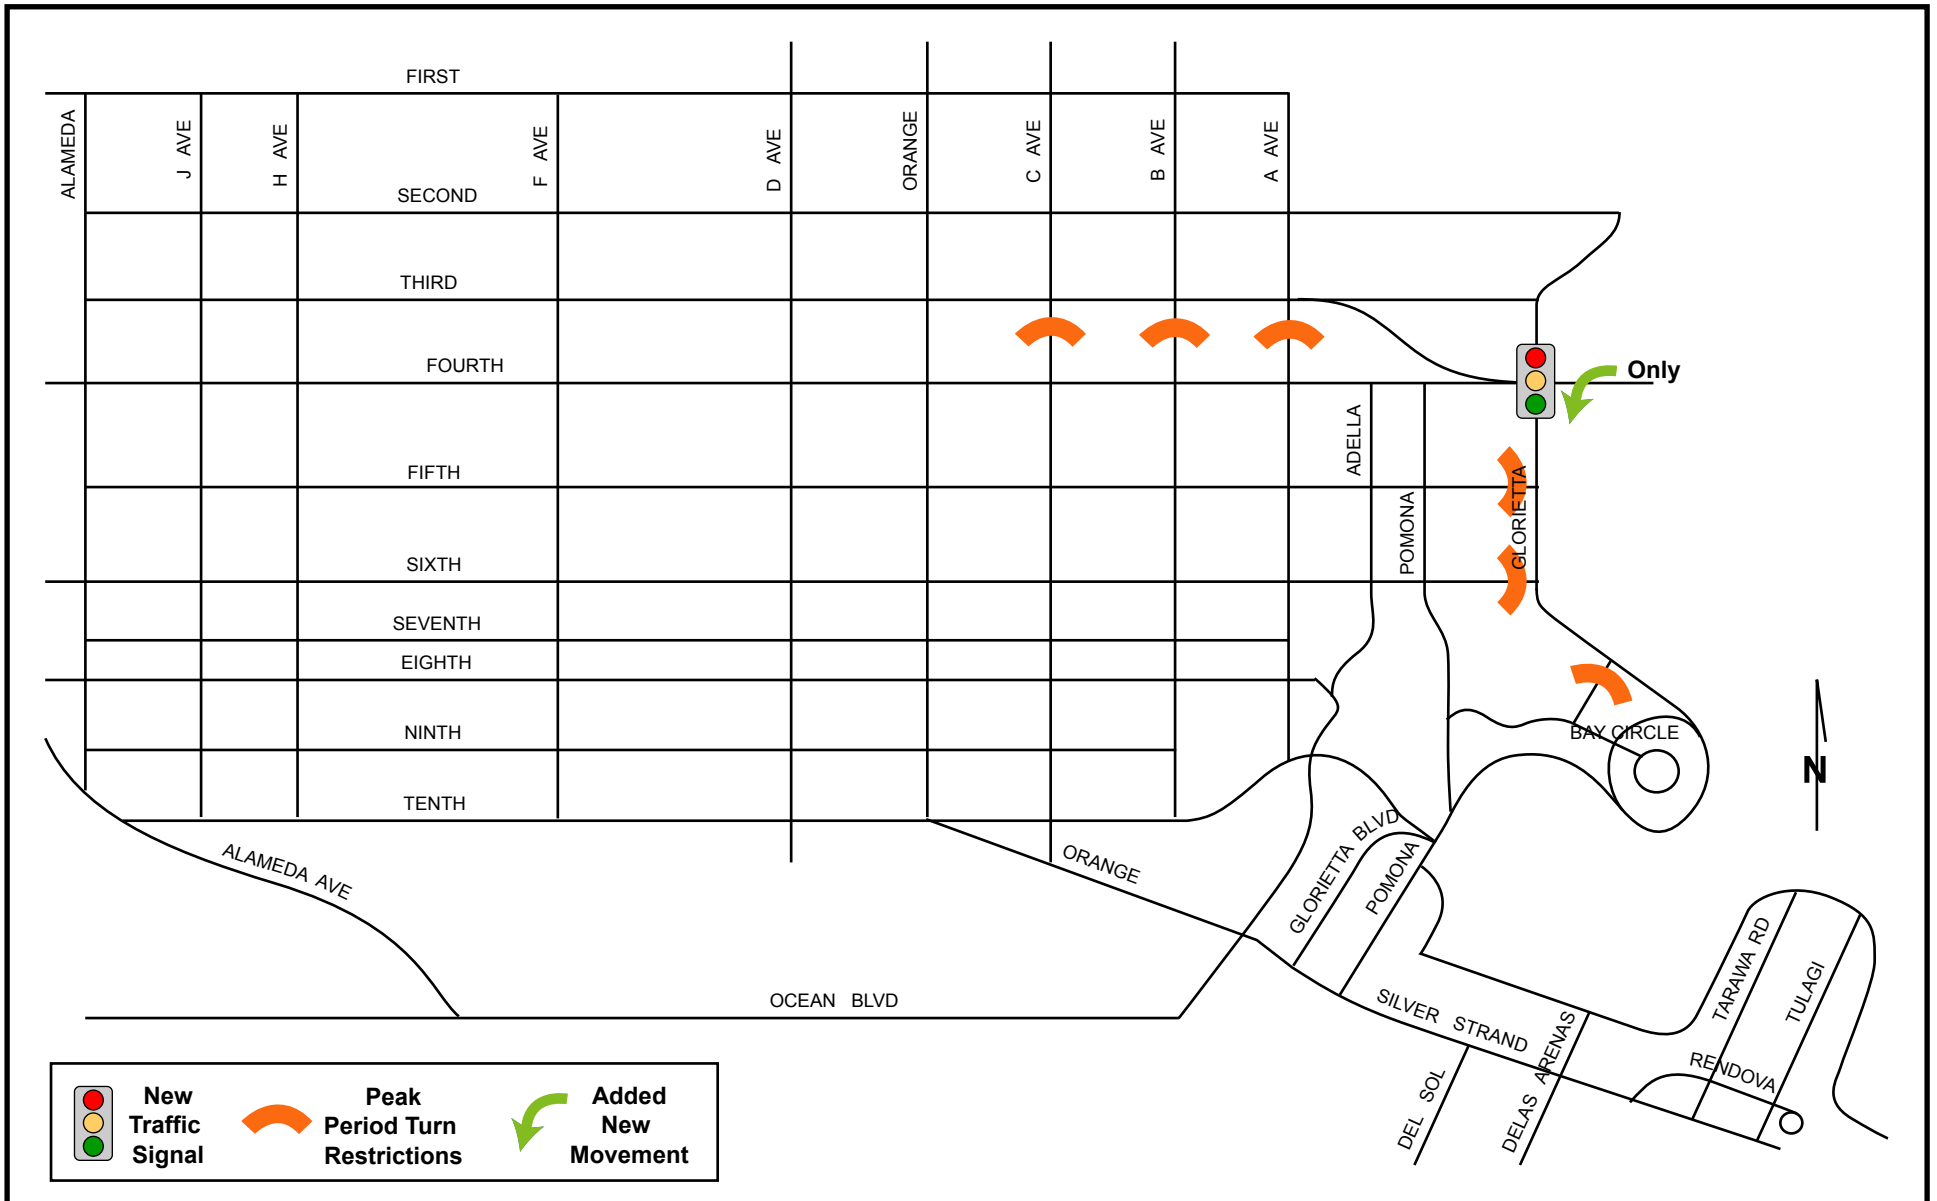 FIRST
ALAMEDA
J AVE
H AVE
F AVE
D AVE
ORANGE
C AVE
B AVE
A AVE
SECOND
THIRD
FOURTH
Only
ADELLA
FIFTH
GLORIETTA
POMONA
SIXTH
SEVENTH
EIGHTH
NINTH
BAY CIRCLE
N
TENTH
GLORIETTA BLVD
ALAMEDA AVE
ORANGE
POMONA
OCEAN BLVD
SILVER STRAND
TARAWA RD
TULAGI
RENDOVA
DEL SOL
DELAS ARENAS
New
Traffic
Signal
Peak
Period Turn
Restrictions
Added
New
Movement